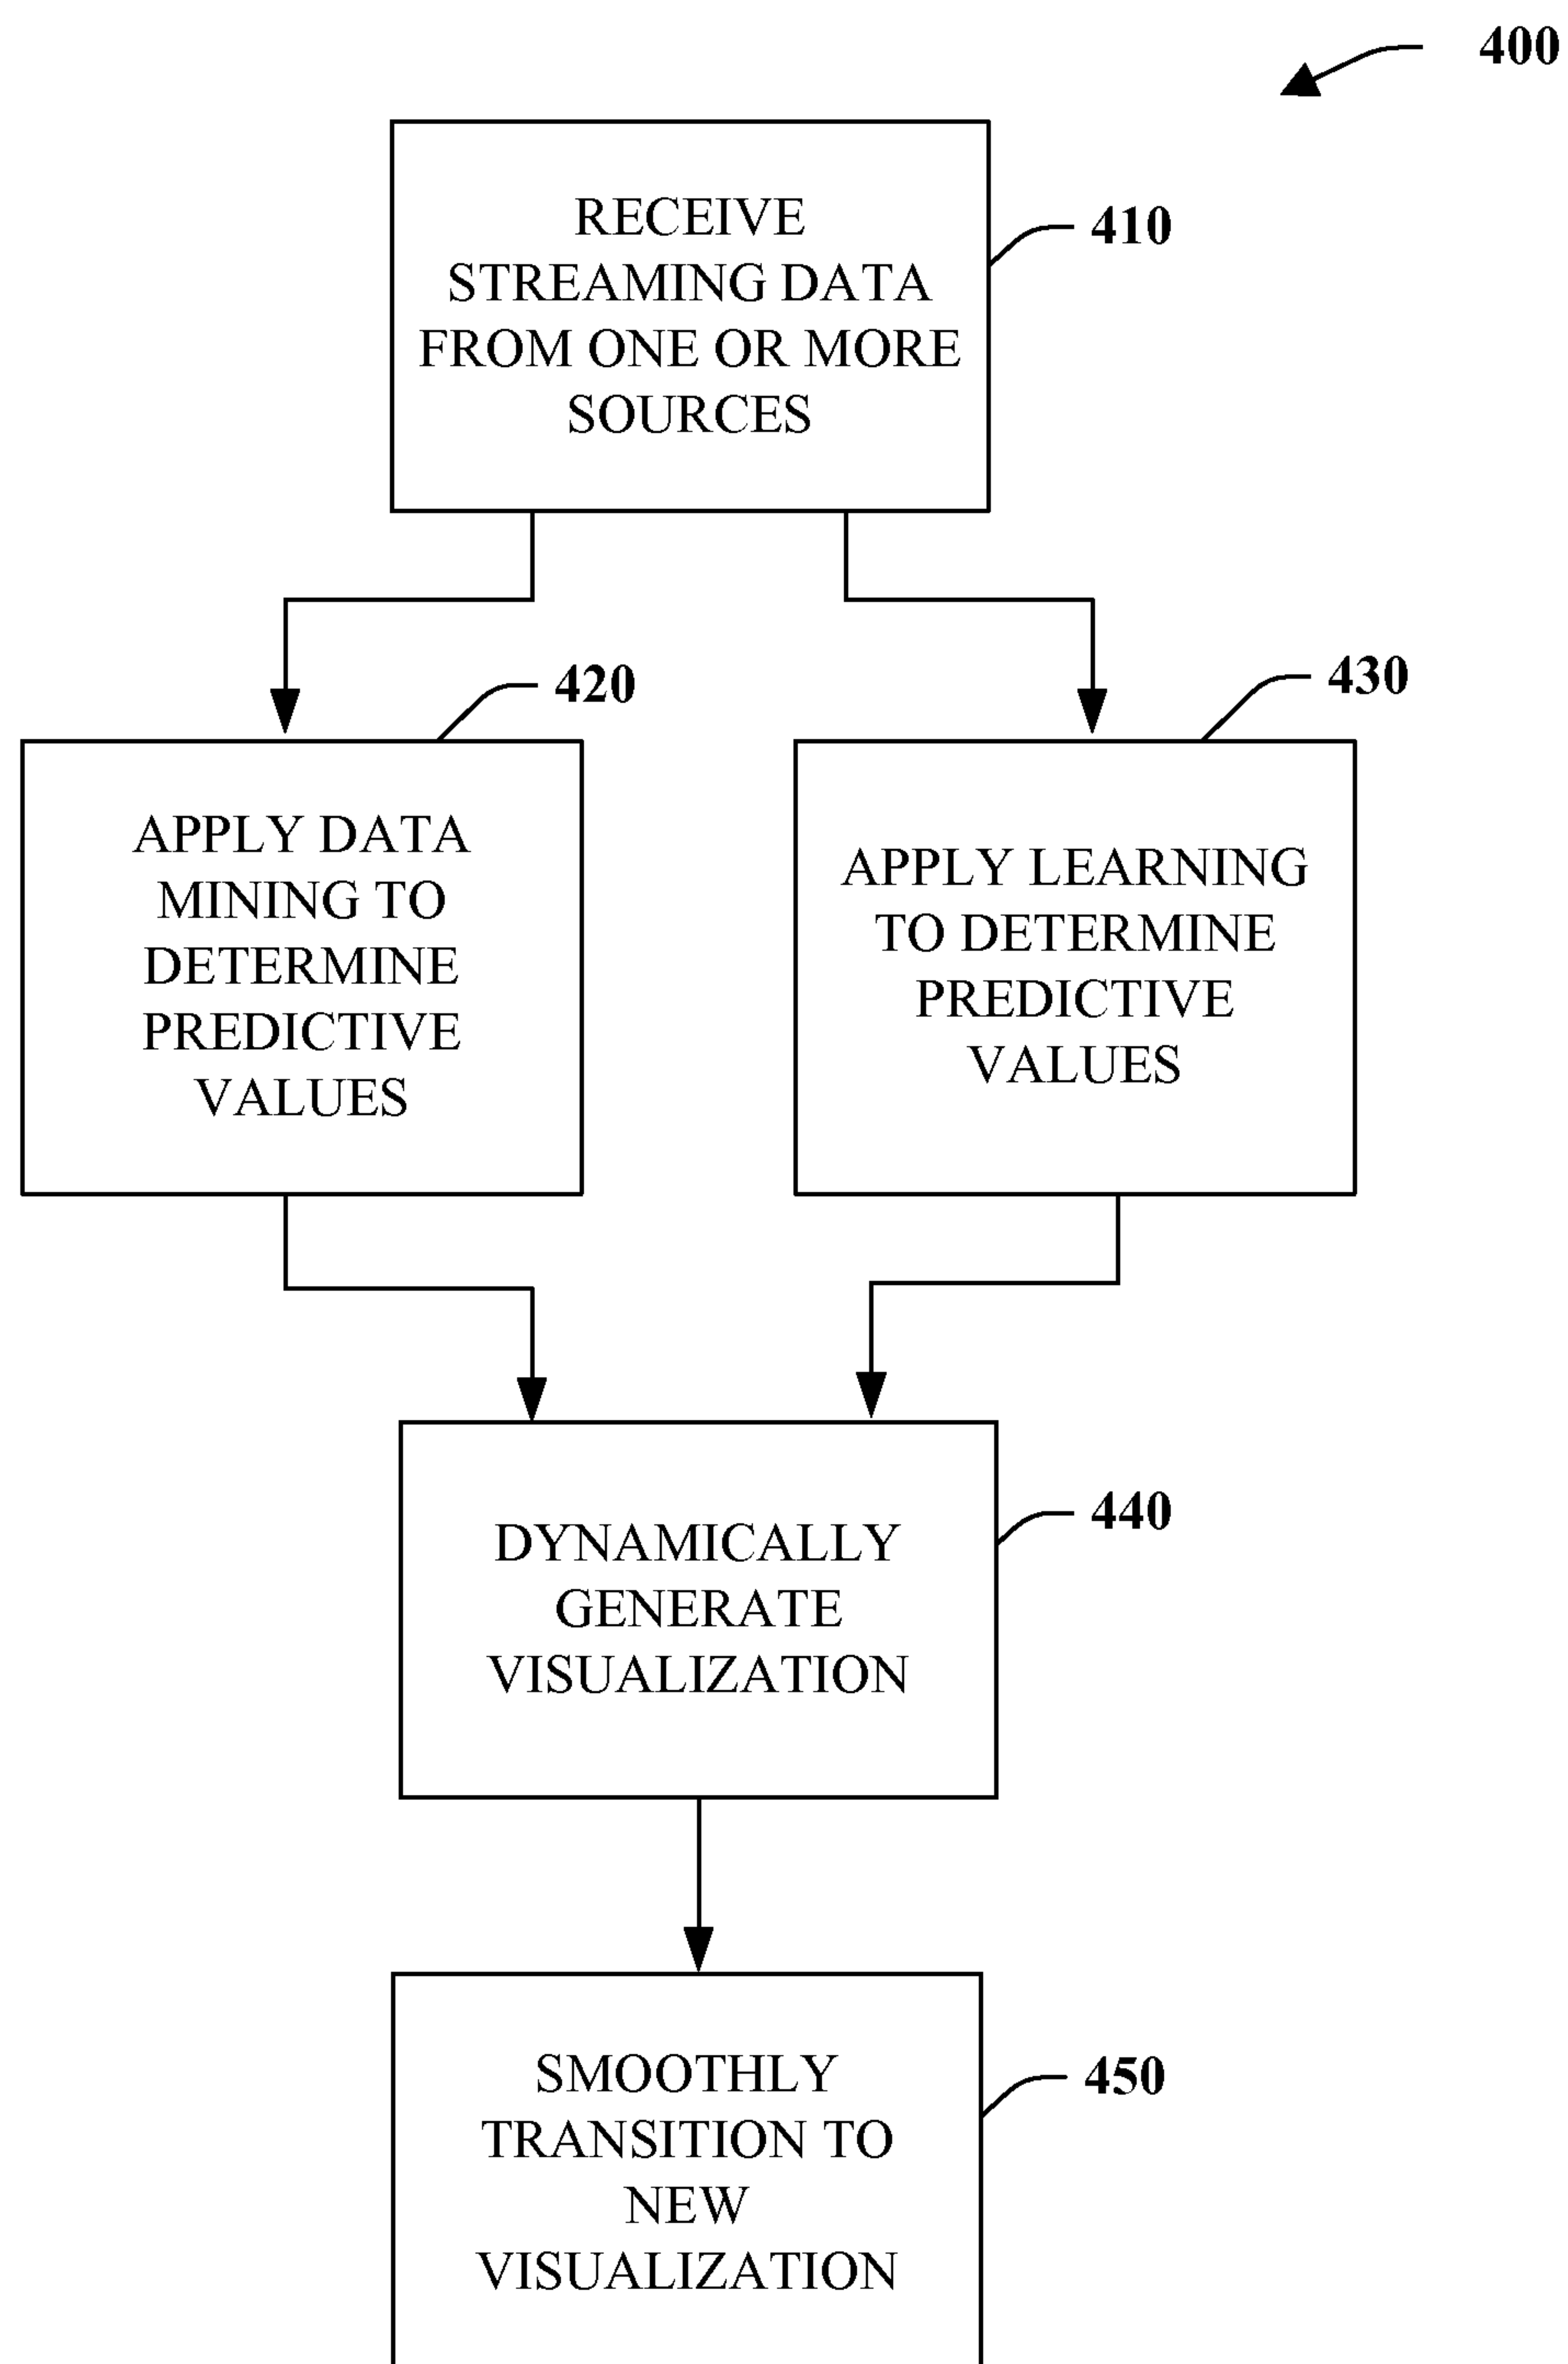 400
RECEIVE
STREAMING DATA
FROM ONE OR MORE
SOURCES
410
420
430
APPLY DATA
MINING TO
DETERMINE
PREDICTIVE
VALUES
APPLY LEARNING
TO DETERMINE
PREDICTIVE
VALUES
440
DYNAMICALLY
GENERATE
VISUALIZATION
450
SMOOTHLY
TRANSITION TO
NEW
VISUALIZATION